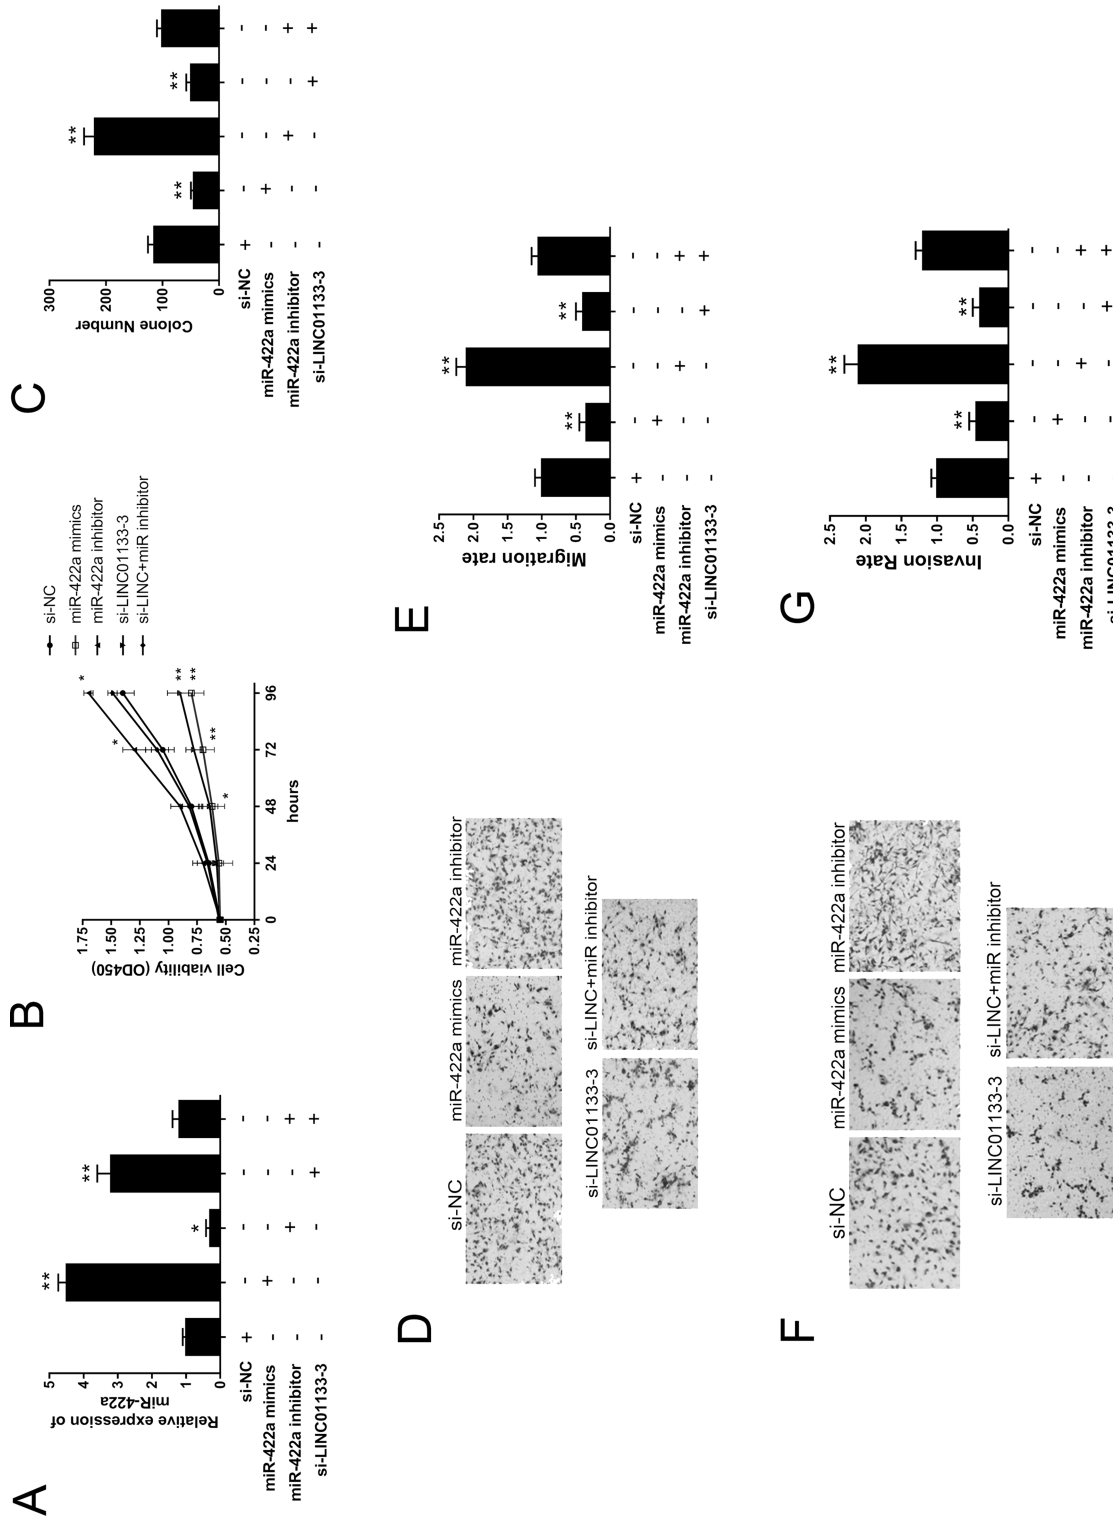 A
Relative expression of
miR-422a
5
4
3
2
1
0
** * **
si-NC + - - - -
miR-422a mimics - + - - -
miR-422a inhibitor - - + - +
si-LINC01133-3 - - - + +
B
Cell viability (OD450)
1.75
1.50
1.25
1.00
0.75
0.50
0.25
0 24 48 72 96
hours
* * * ** ** **
si-NC
miR-422a mimics
miR-422a inhibitor
si-LINC01133-3
si-LINC+miR inhibitor
C
Colone Number
300
200
100
0
** ** **
si-NC + - - - -
miR-422a mimics - + - - -
miR-422a inhibitor - - + - +
si-LINC01133-3 - - - + +
D
si-NC miR-422a mimics miR-422a inhibitor
si-LINC01133-3 si-LINC+miR inhibitor
E
Migration rate
2.5
2.0
1.5
1.0
0.5
0.0
** ** **
si-NC + - - - -
miR-422a mimics - + - - -
miR-422a inhibitor - - + - +
si-LINC01133-3 - - - + +
F
si-NC miR-422a mimics miR-422a inhibitor
si-LINC01133-3 si-LINC+miR inhibitor
G
Invasion Rate
2.5
2.0
1.5
1.0
0.5
0.0
** ** **
si-NC + - - - -
miR-422a mimics - + - - -
miR-422a inhibitor - - + - +
si-LINC01133-3 - - - + +